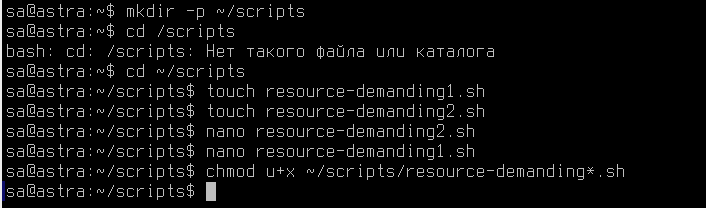 sa@astra:~$ mkdir -p ~/scripts
sa@astra:~$ cd /scripts
bash: cd: /scripts: Нет такого файла или каталога
sa@astra:~$ cd ~/scripts
sa@astra:~/scripts$ touch resource-demanding1.sh
sa@astra:~/scripts$ touch resource-demanding2.sh
sa@astra:~/scripts$ nano resource-demanding2.sh
sa@astra:~/scripts$ nano resource-demanding1.sh
sa@astra:~/scripts$ chmod u+x ~/scripts/resource-demanding*.sh
sa@astra:~/scripts$